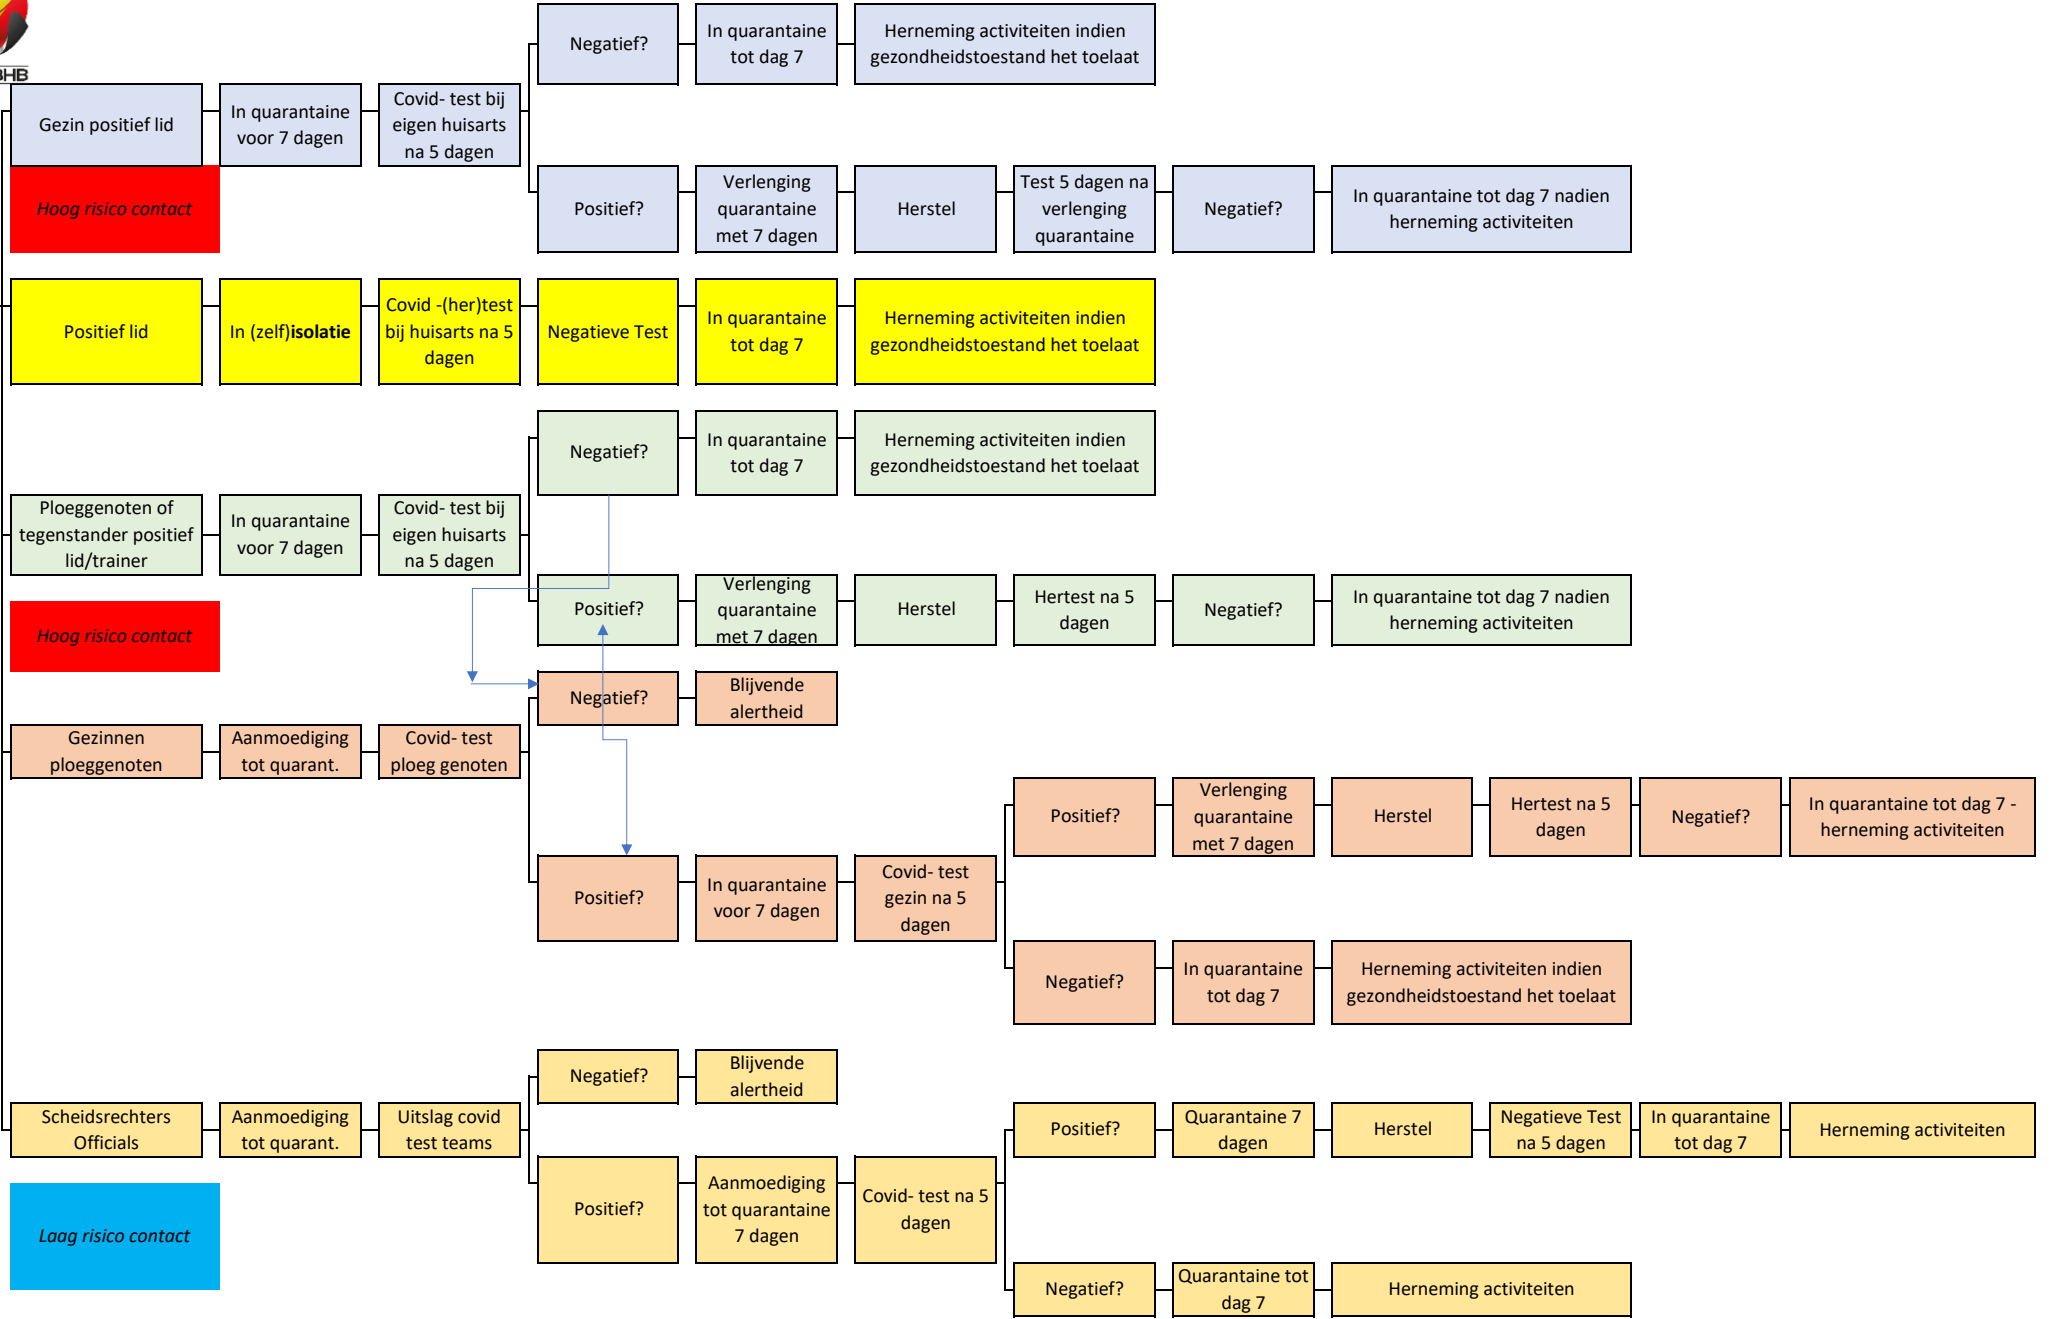 BHB
Negatief?
In quarantaine
tot dag 7
Herneming activiteiten indien
gezondheidstoestand het toelaat
Gezin positief lid
In quarantaine
voor 7 dagen
Covid- test bij
eigen huisarts
na 5 dagen
Hoog risico contact
Positief?
Verlenging
quarantaine
met 7 dagen
Herstel
Test 5 dagen na
verlenging
quarantaine
Negatief?
In quarantaine tot dag 7 nadien
herneming activiteiten
Positief lid
In (zelf)isolatie
Covid -(her)test
bij huisarts na 5
dagen
Negatieve Test
In quarantaine
tot dag 7
Herneming activiteiten indien
gezondheidstoestand het toelaat
Negatief?
In quarantaine
tot dag 7
Herneming activiteiten indien
gezondheidstoestand het toelaat
Ploeggenoten of
tegenstander positief
lid/trainer
In quarantaine
voor 7 dagen
Covid- test bij
eigen huisarts
na 5 dagen
Positief?
Verlenging
quarantaine
met 7 dagen
Herstel
Hertest na 5
dagen
Negatief?
In quarantaine tot dag 7 nadien
herneming activiteiten
Hoog risico contact
Negatief?
Blijvende
alertheid
Gezinnen
ploeggenoten
Aanmoediging
tot quarant.
Covid- test
ploeg genoten
Positief?
Verlenging
quarantaine
met 7 dagen
Herstel
Hertest na 5
dagen
Negatief?
In quarantaine tot dag 7 -
herneming activiteiten
Positief?
In quarantaine
voor 7 dagen
Covid- test
gezin na 5
dagen
Negatief?
In quarantaine
tot dag 7
Herneming activiteiten indien
gezondheidstoestand het toelaat
Negatief?
Blijvende
alertheid
Scheidsrechters
Officials
Aanmoediging
tot quarant.
Uitslag covid
test teams
Positief?
Quarantaine 7
dagen
Herstel
Negatieve Test
na 5 dagen
In quarantaine
tot dag 7
Herneming activiteiten
Laag risico contact
Positief?
Aanmoediging
tot quarantaine
7 dagen
Covid- test na 5
dagen
Negatief?
Quarantaine tot
dag 7
Herneming activiteiten